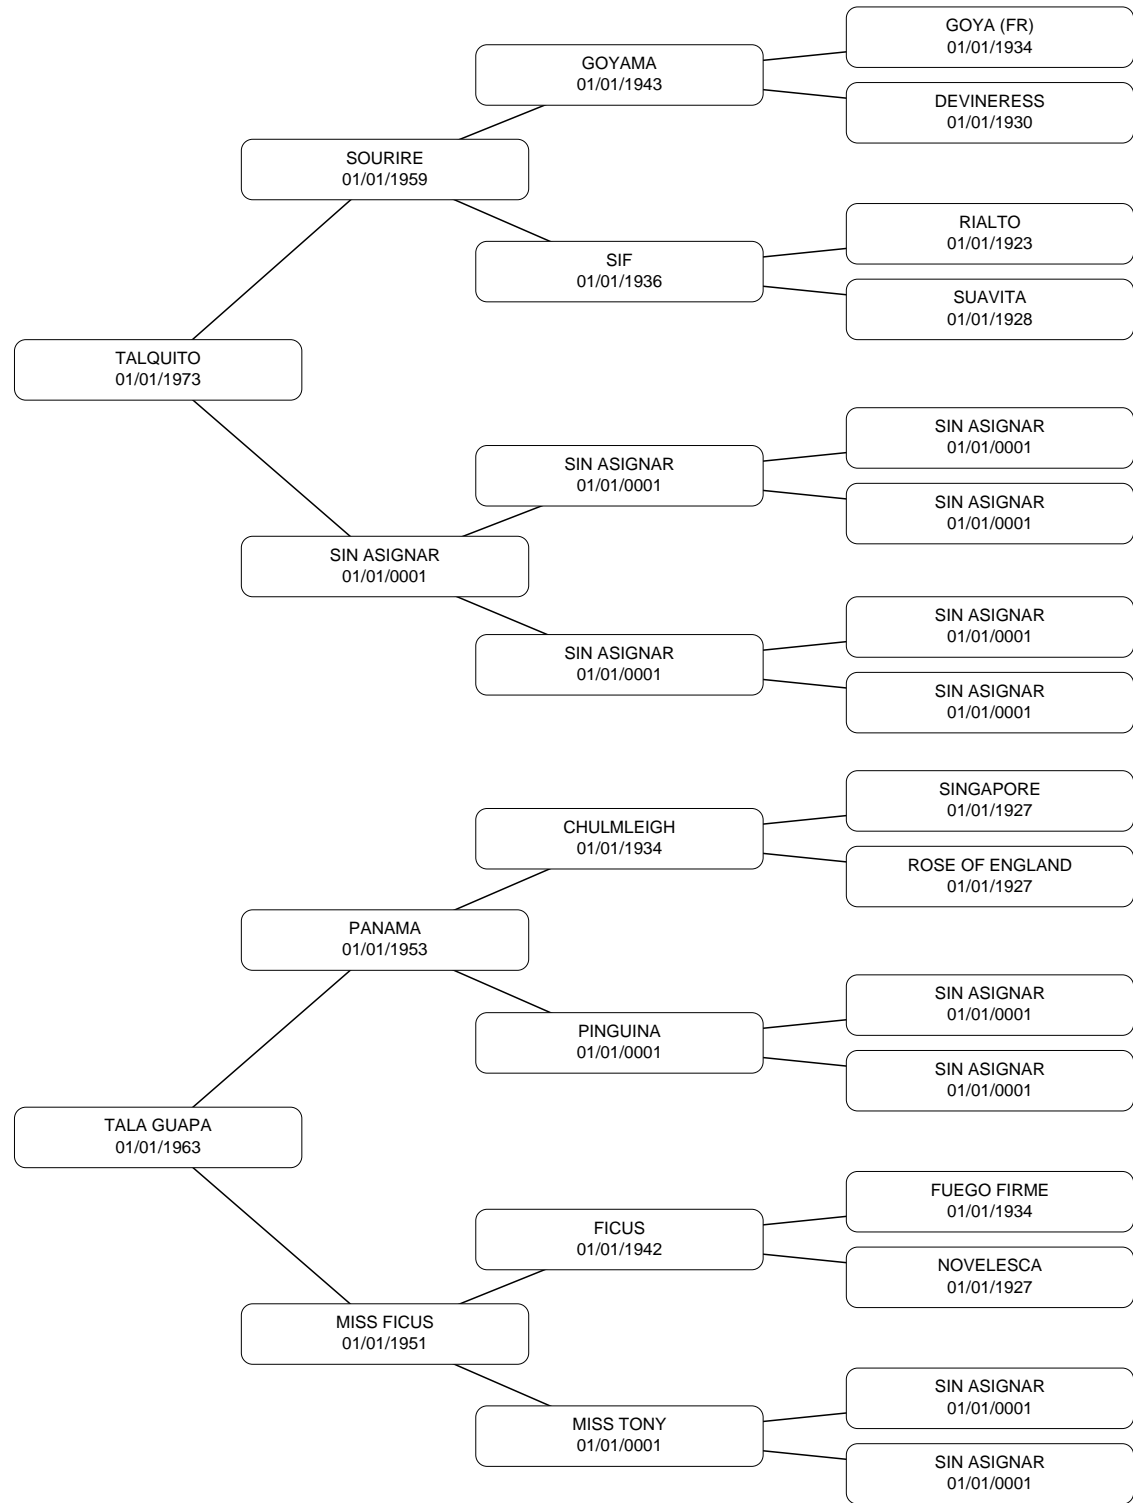 GOYA (FR)
01/01/1934
GOYAMA
01/01/1943
DEVINERESS
01/01/1930
SOURIRE
01/01/1959
RIALTO
01/01/1923
SIF
01/01/1936
SUAVITA
01/01/1928
TALQUITO
01/01/1973
SIN ASIGNAR
01/01/0001
SIN ASIGNAR
01/01/0001
SIN ASIGNAR
01/01/0001
SIN ASIGNAR
01/01/0001
SIN ASIGNAR
01/01/0001
SIN ASIGNAR
01/01/0001
SIN ASIGNAR
01/01/0001
SINGAPORE
01/01/1927
CHULMLEIGH
01/01/1934
ROSE OF ENGLAND
01/01/1927
PANAMA
01/01/1953
SIN ASIGNAR
01/01/0001
PINGUINA
01/01/0001
SIN ASIGNAR
01/01/0001
TALA GUAPA
01/01/1963
FUEGO FIRME
01/01/1934
FICUS
01/01/1942
NOVELESCA
01/01/1927
MISS FICUS
01/01/1951
SIN ASIGNAR
01/01/0001
MISS TONY
01/01/0001
SIN ASIGNAR
01/01/0001